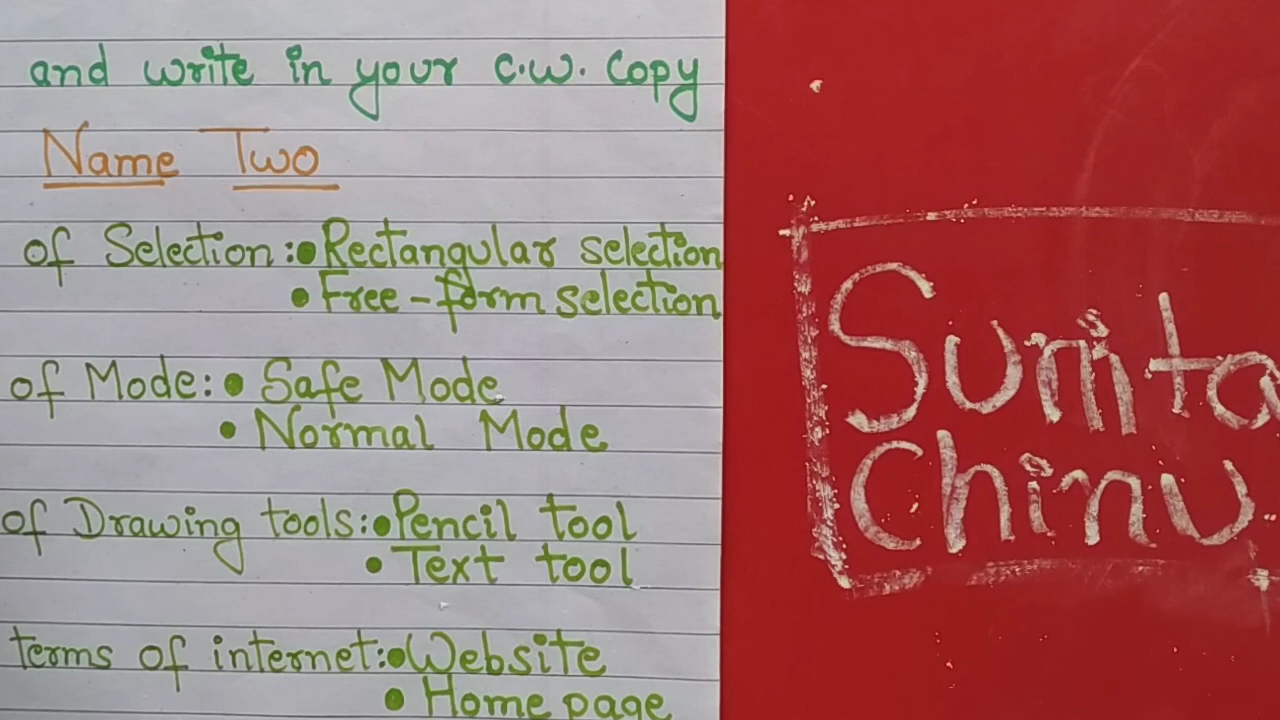 and write in your c.w. copy
Name Two
of Selection:• Rectangular selection
• Free-form selection
of Mode:• Safe Mode
• Normal Mode
of Drawing tools:• Pencil tool
• Text tool
terms of internet:• Website
• Home page
Sunita
Chinu